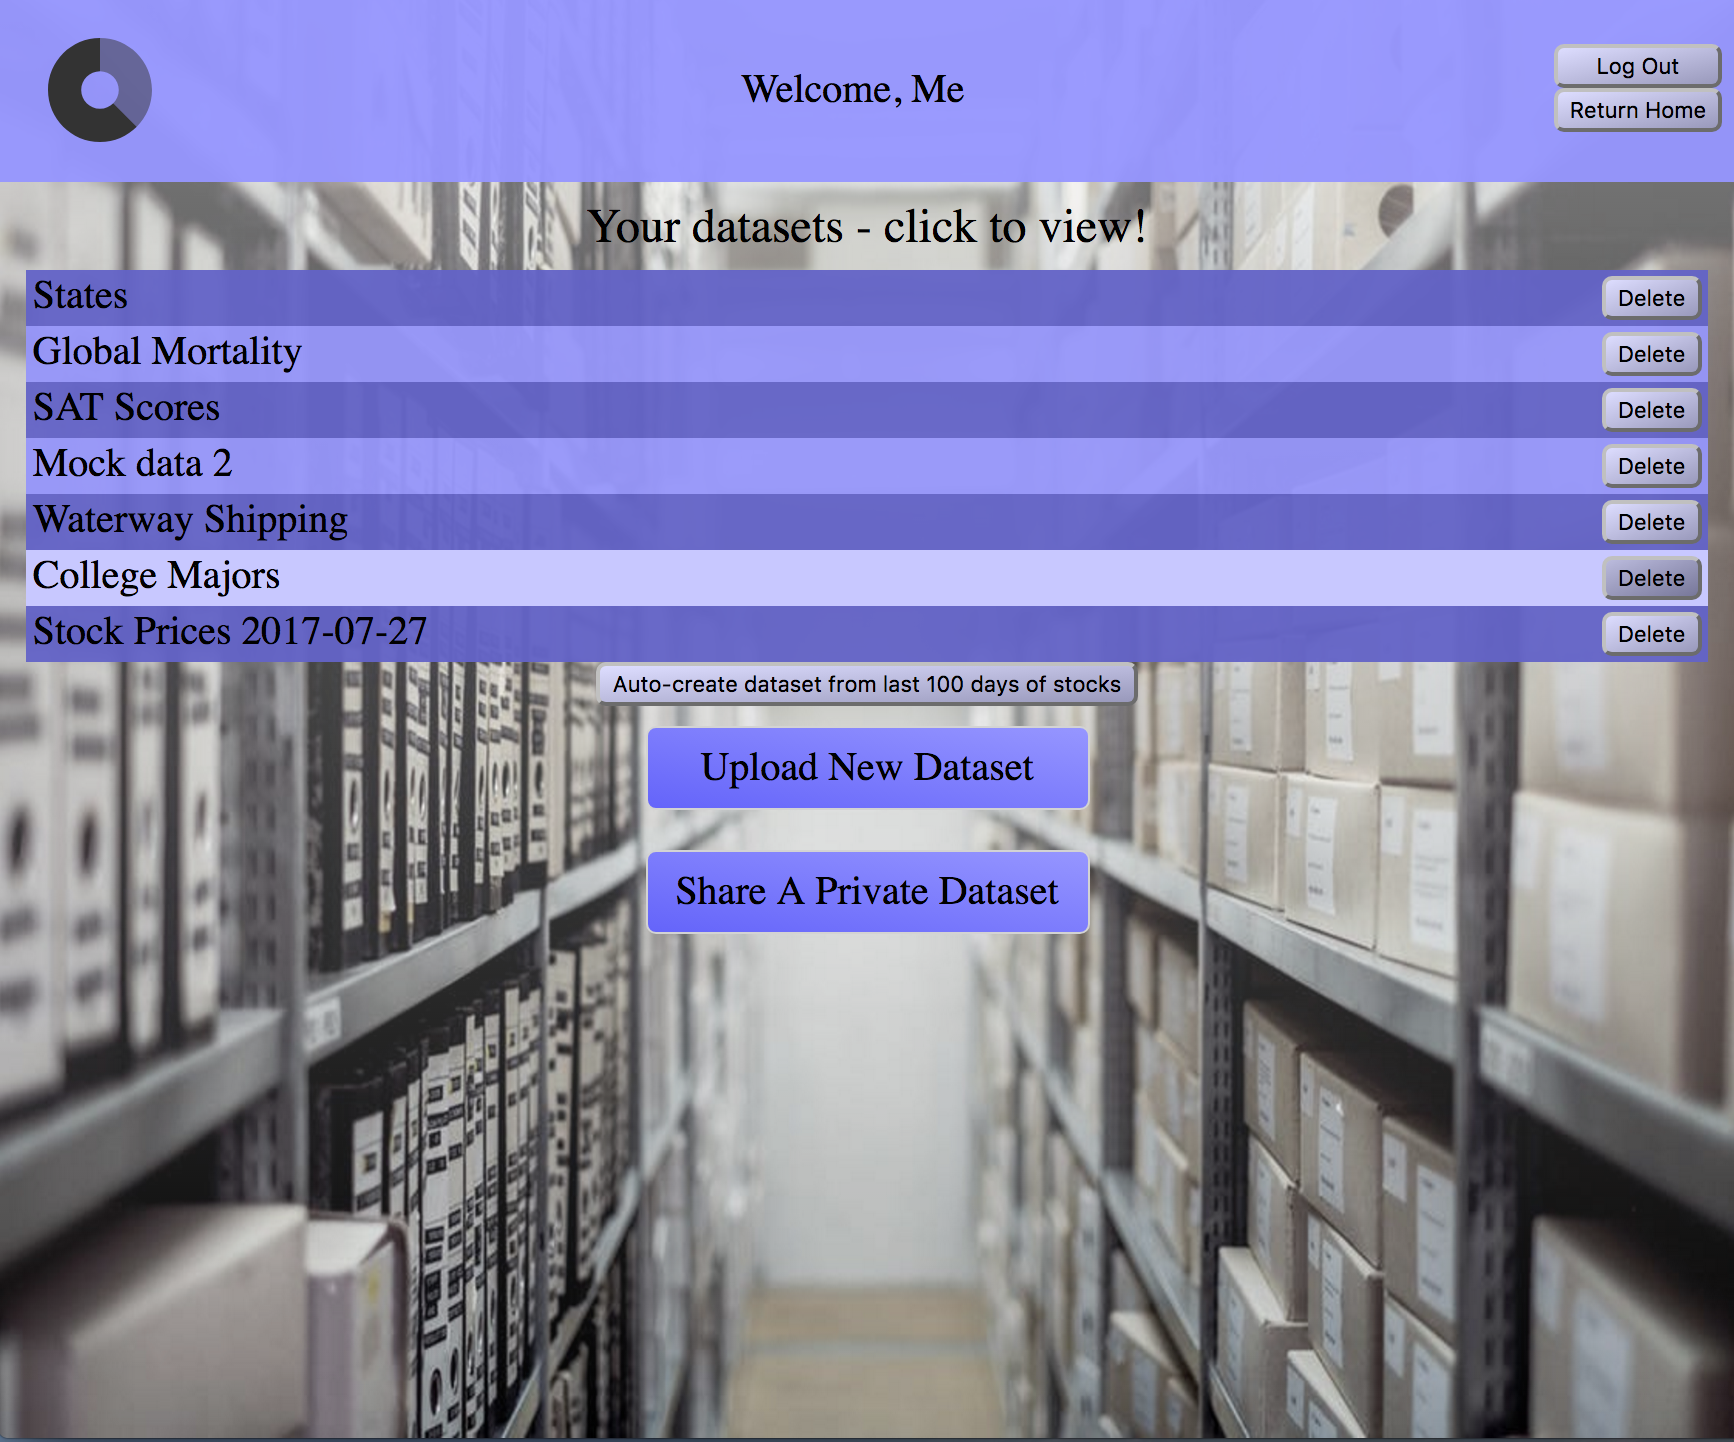 Welcome, Me
Log Out
Return Home
Your datasets - click to view!
States
Delete
Global Mortality
Delete
SAT Scores
Delete
Mock data 2
Delete
Waterway Shipping
Delete
College Majors
Delete
Stock Prices 2017-07-27
Delete
Auto-create dataset from last 100 days of stocks
Upload New Dataset
Share A Private Dataset